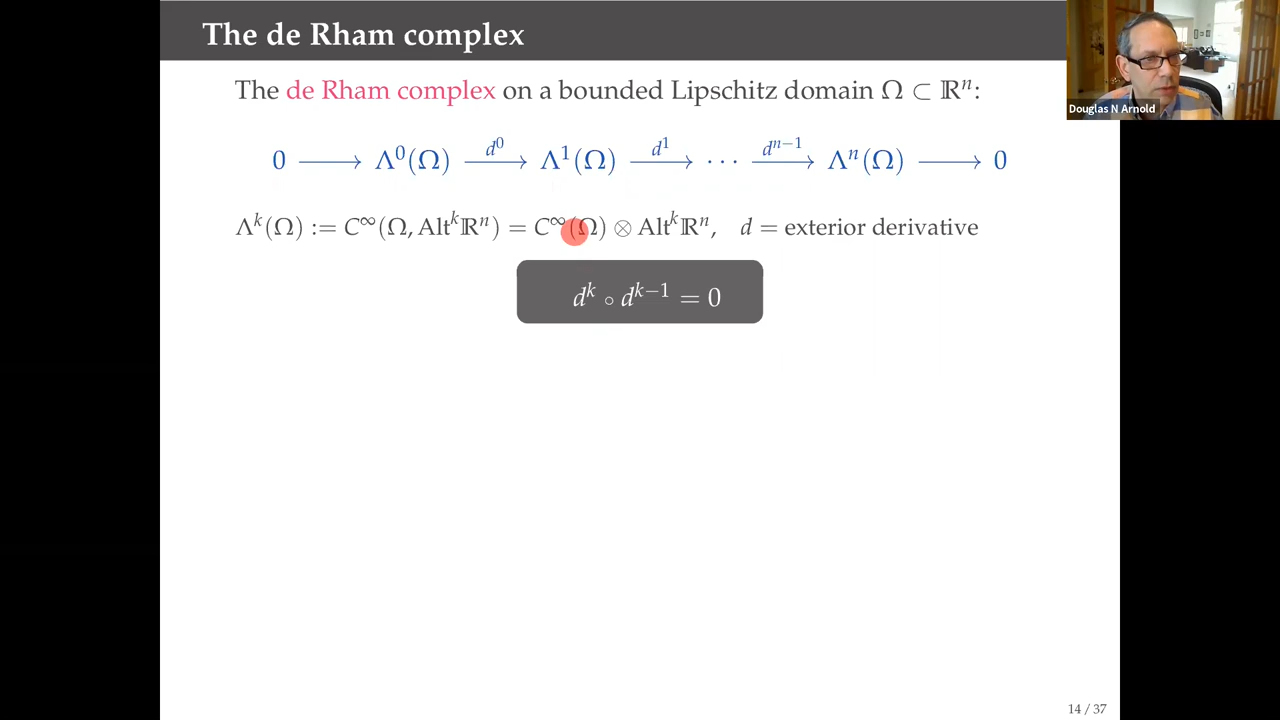 The de Rham complex
Douglas N Arnold
The de Rham complex on a bounded Lipschitz domain Ω ⊂ ℝⁿ:
0 ⟶ Λ⁰(Ω) —d⁰→ Λ¹(Ω) —d¹→ ⋯ —dⁿ⁻¹→ Λⁿ(Ω) ⟶ 0
Λᵏ(Ω) := C^∞(Ω, Altᵏℝⁿ) = C^∞(Ω) ⊗ Altᵏℝⁿ, d = exterior derivative
dᵏ ∘ dᵏ⁻¹ = 0
14 / 37